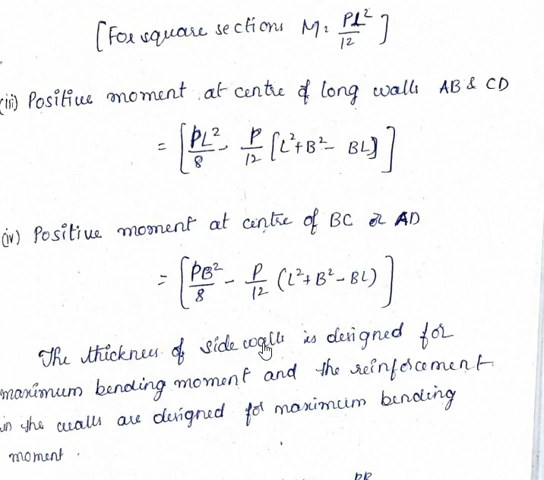 [For square sections M = PL²/12]
(iii) Positive moment at centre of long walls AB & CD
= [PL²/8 - P/12 [L²+B² - BL)]
(iv) Positive moment at centre of BC or AD
= [PB²/8 - P/12 (L²+B²-BL)]
The thickness of side walls is designed for
maximum bending moment and the reinforcement
in the walls are designed for maximum bending
moment.